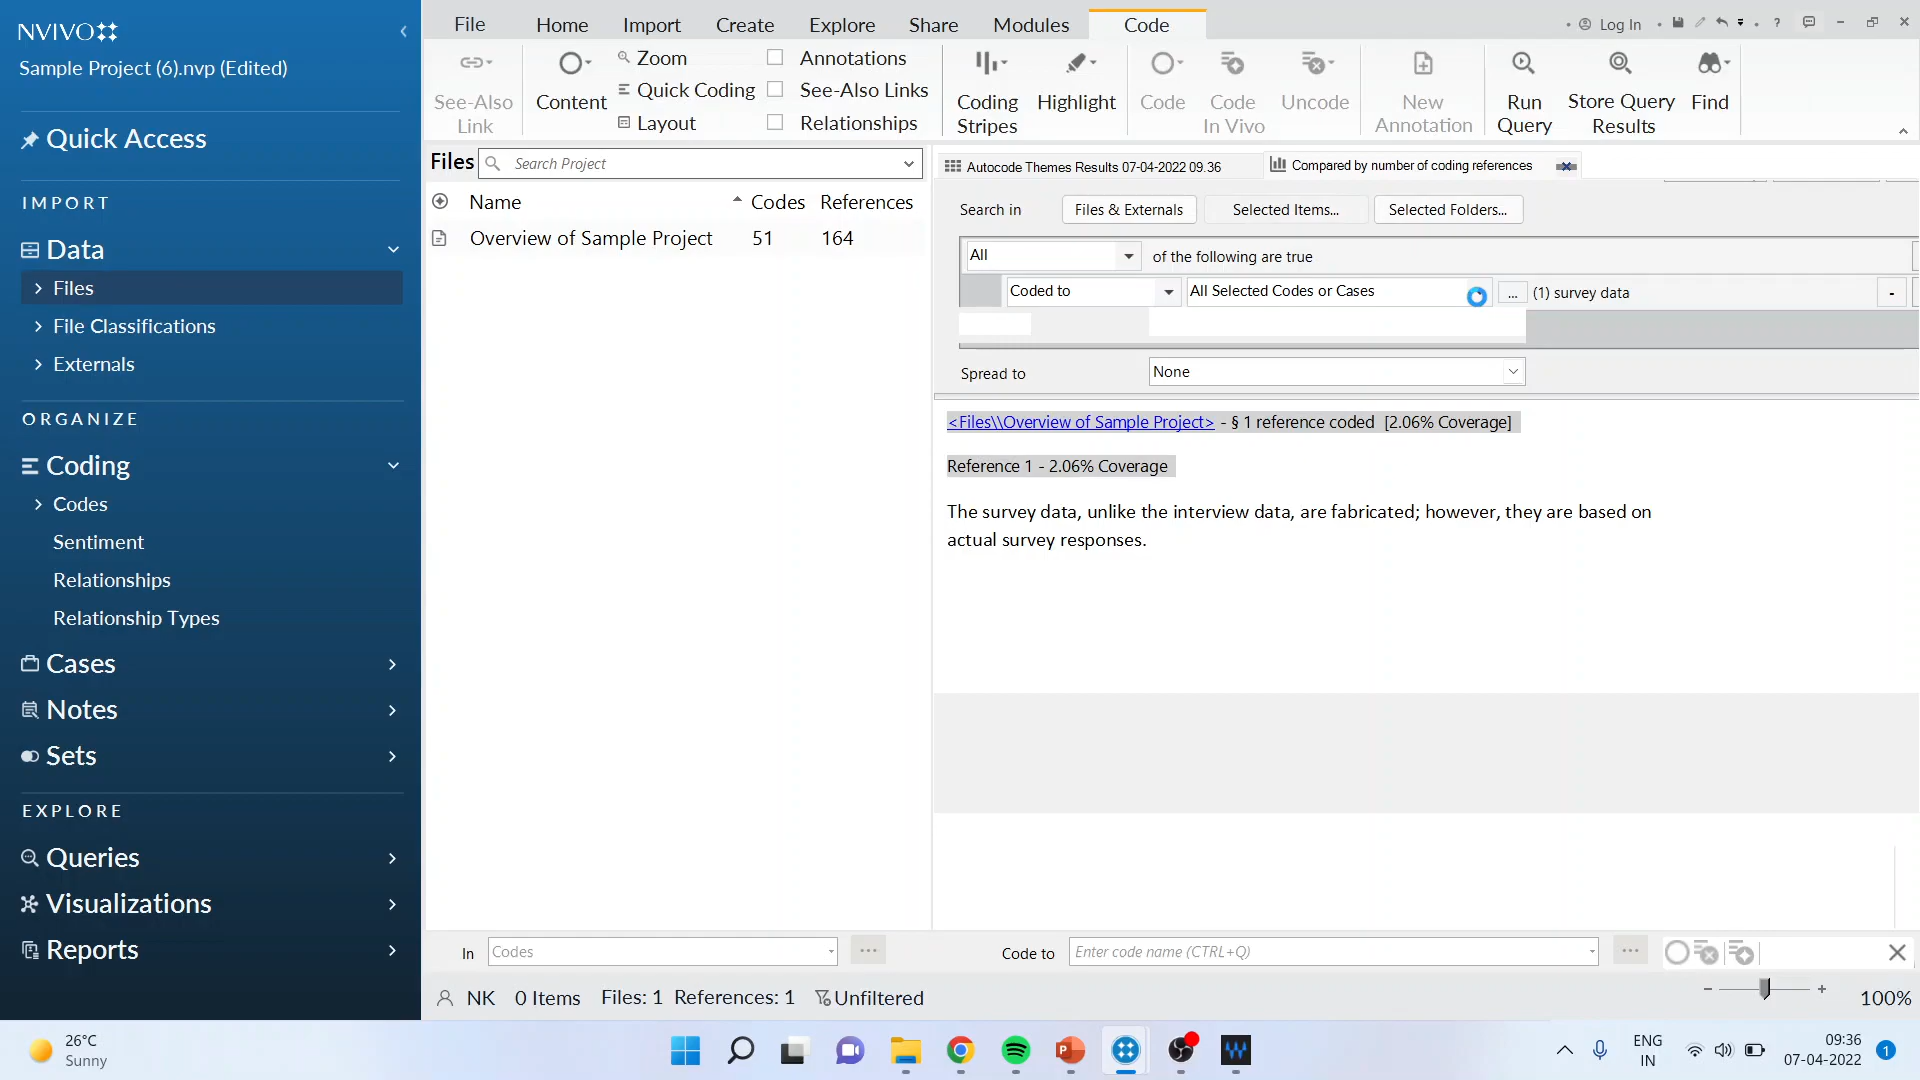 NVIVO
Sample Project (6).nvp (Edited)
Quick Access
IMPORT
Data
Files
File Classifications
Externals
ORGANIZE
Coding
Codes
Sentiment
Relationships
Relationship Types
Cases
Notes
Sets
EXPLORE
Queries
Visualizations
Reports
File Home Import Create Explore Share Modules Code
Log In ?
See-Also Link
Content
Zoom
Quick Coding
Layout
Annotations
See-Also Links
Relationships
Coding Stripes
Highlight
Code
Code In Vivo
Uncode
New Annotation
Run Query
Store Query Results
Find
Files Search Project
Name Codes References
Overview of Sample Project 51 164
Autocode Themes Results 07-04-2022 09.36
Compared by number of coding references
Search in Files & Externals Selected Items... Selected Folders...
All of the following are true
Coded to All Selected Codes or Cases ... (1) survey data -
Spread to None
<Files\\Overview of Sample Project> - § 1 reference coded [2.06% Coverage]
Reference 1 - 2.06% Coverage
The survey data, unlike the interview data, are fabricated; however, they are based on
actual survey responses.
In Codes ... Code to Enter code name (CTRL+Q) ...
NK 0 Items Files: 1 References: 1 Unfiltered
- + 100%
26°C
Sunny
ENG
IN
09:36
07-04-2022
1